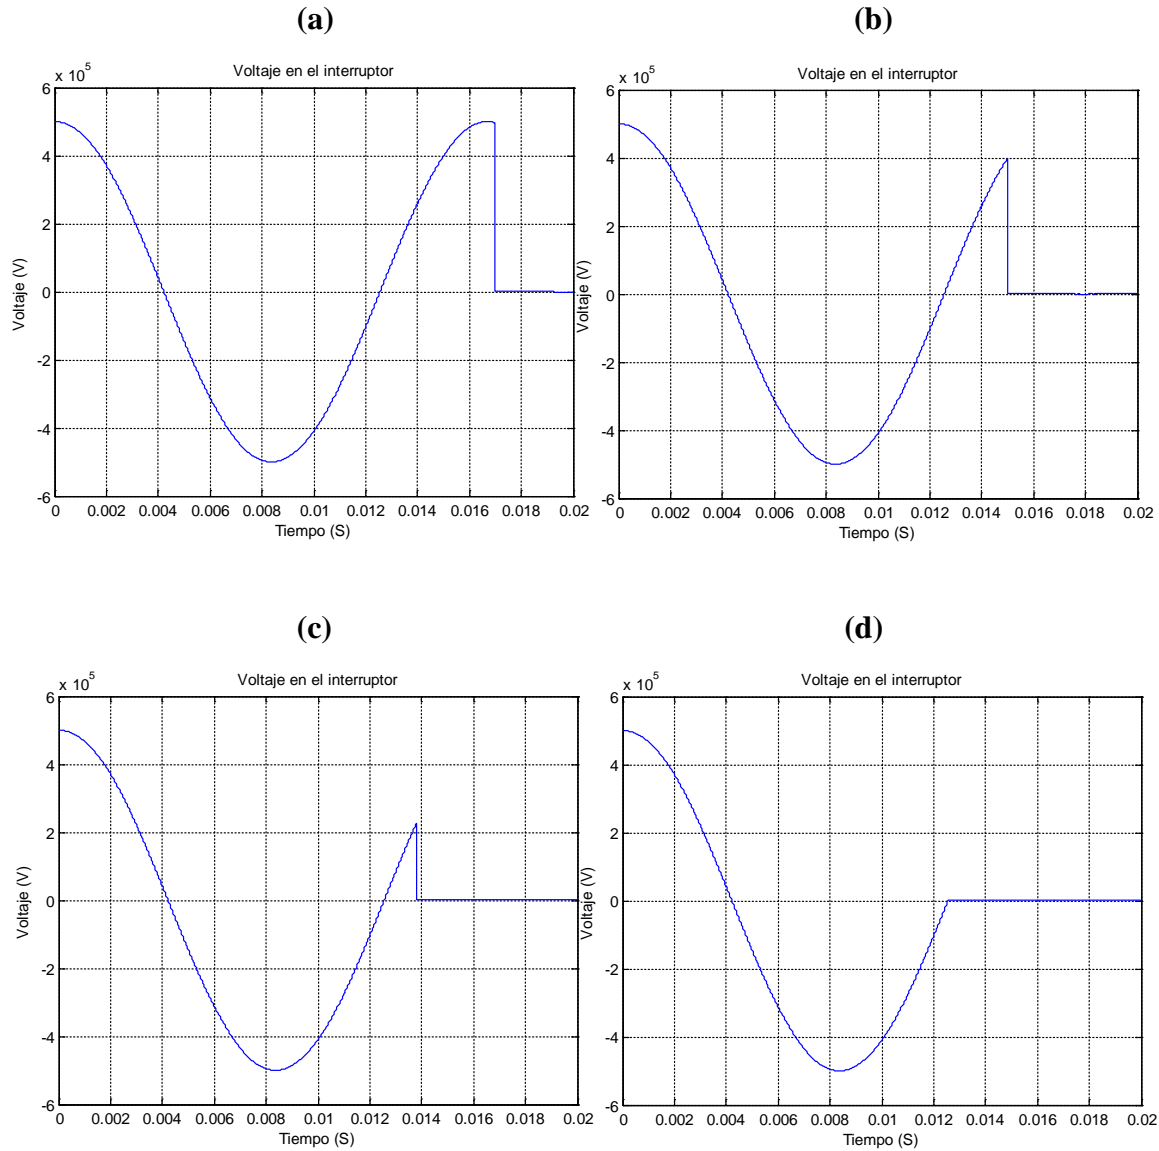 (a)
Voltaje en el interruptor
x 10^5
6
4
2
0
-2
-4
-6
Voltaje (V)
0 0.002 0.004 0.006 0.008 0.01 0.012 0.014 0.016 0.018 0.02
Tiempo (S)
(b)
Voltaje en el interruptor
x 10^5
6
4
2
0
-2
-4
-6
Voltaje (V)
0 0.002 0.004 0.006 0.008 0.01 0.012 0.014 0.016 0.018 0.02
Tiempo (S)
(c)
Voltaje en el interruptor
x 10^5
6
4
2
0
-2
-4
-6
Voltaje (V)
0 0.002 0.004 0.006 0.008 0.01 0.012 0.014 0.016 0.018 0.02
Tiempo (S)
(d)
Voltaje en el interruptor
x 10^5
6
4
2
0
-2
-4
-6
Voltaje (V)
0 0.002 0.004 0.006 0.008 0.01 0.012 0.014 0.016 0.018 0.02
Tiempo (S)